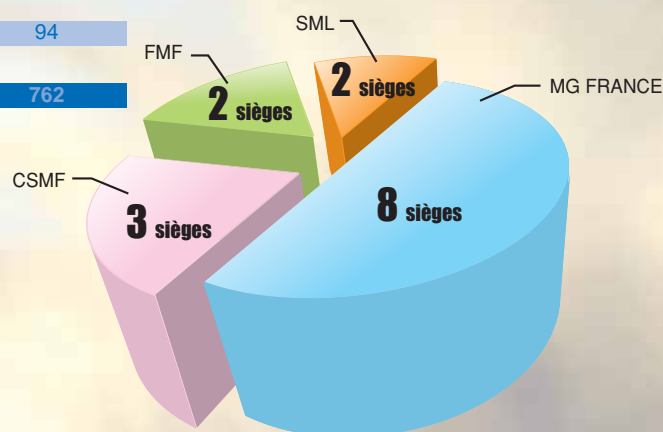 94
762
SML
FMF
MG FRANCE
CSMF
2 sièges
2 sièges
3 sièges
8 sièges